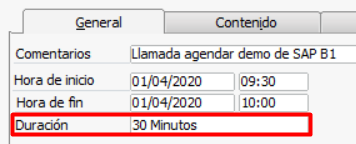 General Contenido
Comentarios Llamada agendar demo de SAP B1
Hora de inicio 01/04/2020 09:30
Hora de fin 01/04/2020 10:00
Duración 30 Minutos